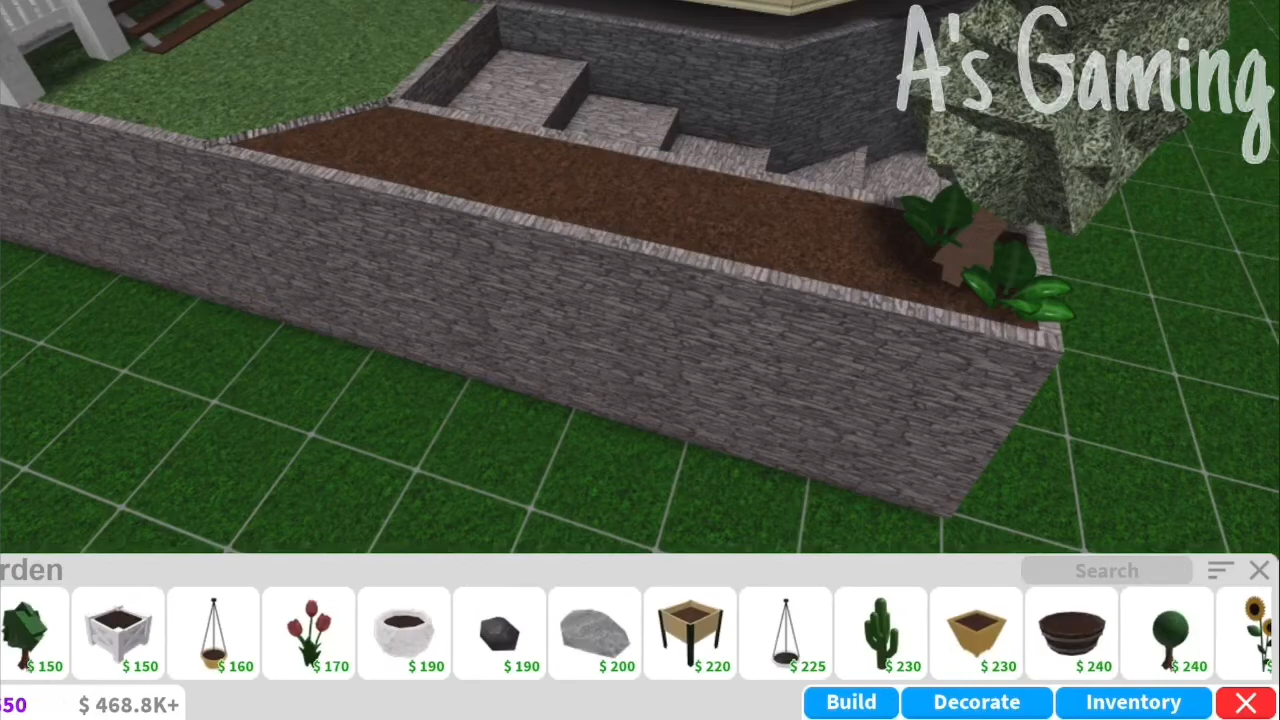 A's Gaming
rden
Search
$ 150
$ 150
$ 160
$ 170
$ 190
$ 190
$ 200
$ 220
$ 225
$ 230
$ 230
$ 240
$ 240
$ 468.8K+
Build
Decorate
Inventory